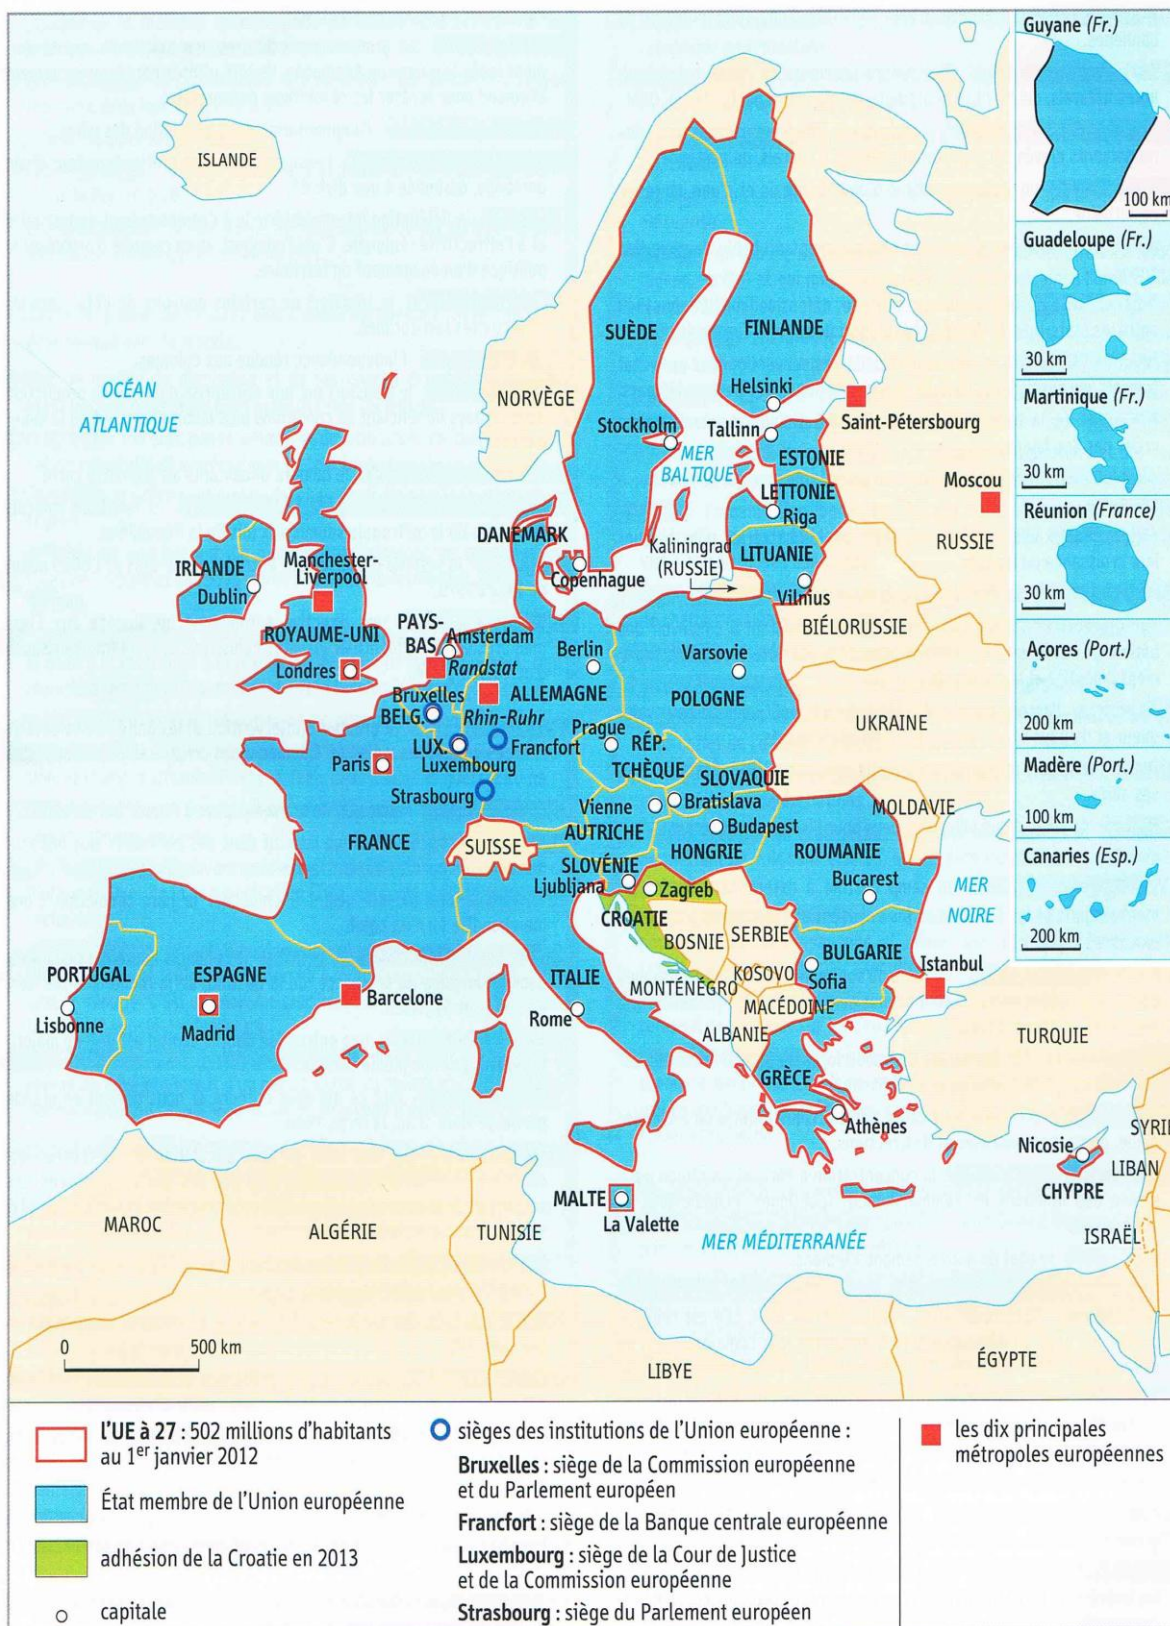 ISLANDE
OCÉAN
ATLANTIQUE
NORVÈGE
SUÈDE
FINLANDE
Helsinki
Stockholm
Tallinn
Saint-Pétersbourg
MER
BALTIQUE
ESTONIE
Moscou
LETTONIE
Riga
RUSSIE
DANEMARK
Copenhague
Kaliningrad
(RUSSIE)
LITUANIE
Vilnius
IRLANDE
Dublin
Manchester-
Liverpool
ROYAUME-UNI
Londres
PAYS-
BAS
Amsterdam
Randstat
Berlin
Varsovie
BIÉLORUSSIE
Bruxelles
BELG.
ALLEMAGNE
Rhin-Ruhr
POLOGNE
UKRAINE
LUX.
Luxembourg
Francfort
Prague
RÉP.
TCHÈQUE
SLOVAQUIE
Paris
Strasbourg
Vienne
Bratislava
MOLDAVIE
FRANCE
SUISSE
AUTRICHE
Budapest
HONGRIE
ROUMANIE
SLOVÉNIE
Ljubljana
Zagreb
Bucarest
MER
NOIRE
CROATIE
BOSNIE
SERBIE
BULGARIE
PORTUGAL
ESPAGNE
Barcelone
ITALIE
MONTÉNÉGRO
KOSOVO
Sofia
Istanbul
Lisbonne
Madrid
Rome
MACÉDOINE
ALBANIE
TURQUIE
GRÈCE
Athènes
SYRIE
Nicosie
LIBAN
CHYPRE
MALTE
La Valette
MAROC
ALGÉRIE
TUNISIE
MER MÉDITERRANÉE
ISRAËL
0
500 km
LIBYE
ÉGYPTE
Guyane (Fr.)
100 km
Guadeloupe (Fr.)
30 km
Martinique (Fr.)
30 km
Réunion (France)
30 km
Açores (Port.)
200 km
Madère (Port.)
100 km
Canaries (Esp.)
200 km
l'UE à 27 : 502 millions d'habitants
au 1er janvier 2012
État membre de l'Union européenne
adhésion de la Croatie en 2013
capitale
sièges des institutions de l'Union européenne :
Bruxelles : siège de la Commission européenne
et du Parlement européen
Francfort : siège de la Banque centrale européenne
Luxembourg : siège de la Cour de Justice
et de la Commission européenne
Strasbourg : siège du Parlement européen
les dix principales
métropoles européennes